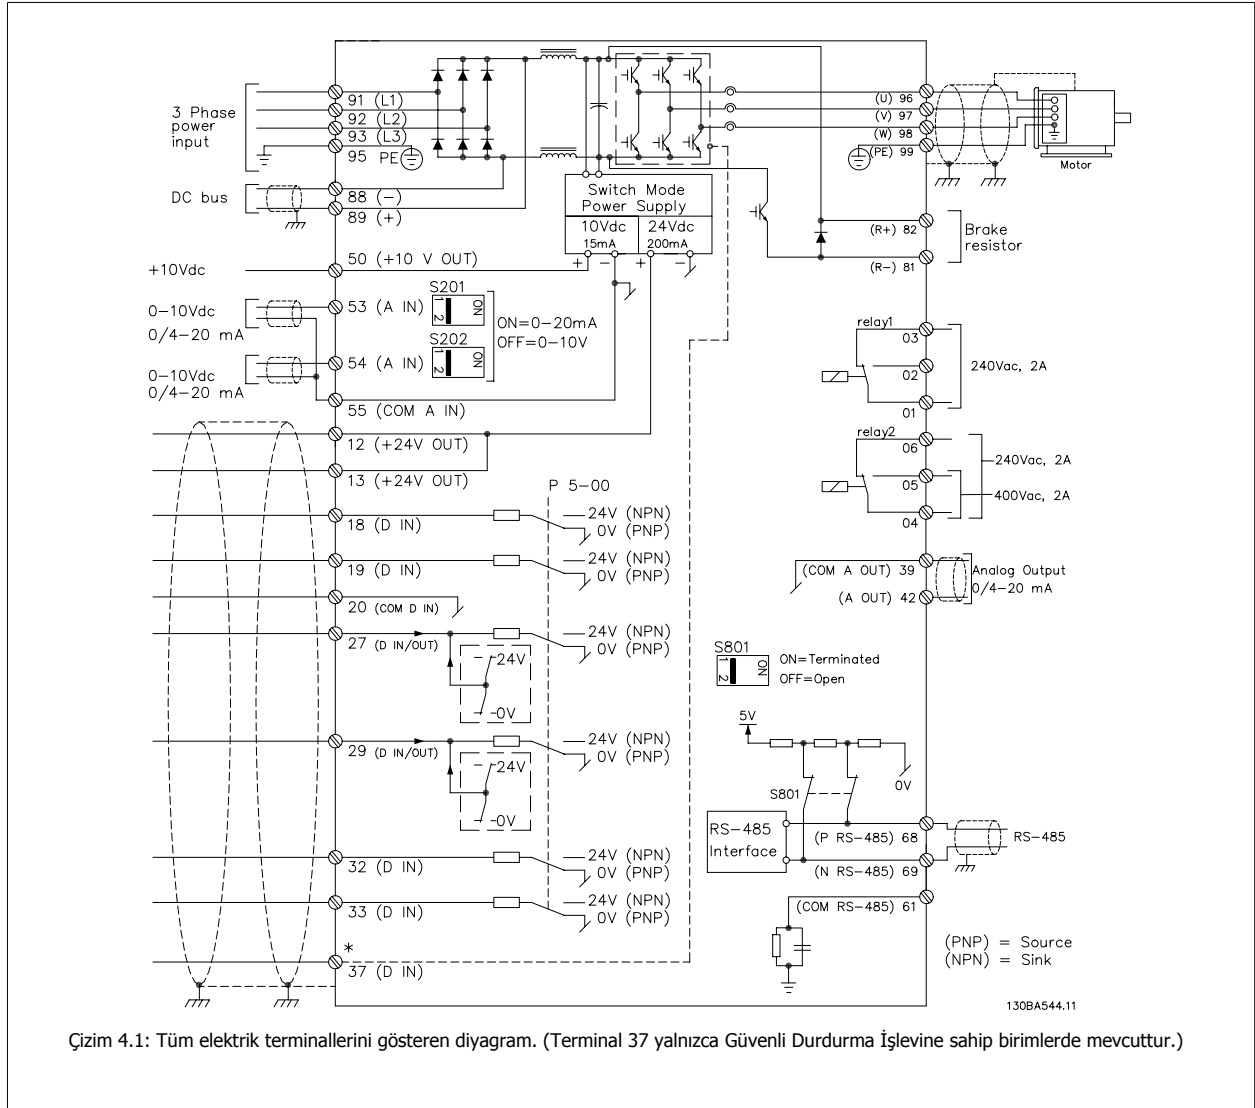 3 Phase
power
input
91 (L1)
92 (L2)
93 (L3)
95 PE
DC bus
88 (−)
89 (+)
+10Vdc
50 (+10 V OUT)
0−10Vdc
0/4−20 mA
53 (A IN)
S201
1
2
ON
ON=0−20mA
OFF=0−10V
S202
1
2
ON
0−10Vdc
0/4−20 mA
54 (A IN)
55 (COM A IN)
12 (+24V OUT)
13 (+24V OUT)
P 5-00
18 (D IN)
24V (NPN)
0V (PNP)
19 (D IN)
24V (NPN)
0V (PNP)
20 (COM D IN)
27 (D IN/OUT)
24V (NPN)
0V (PNP)
24V
0V
29 (D IN/OUT)
24V (NPN)
0V (PNP)
24V
0V
32 (D IN)
24V (NPN)
0V (PNP)
33 (D IN)
24V (NPN)
0V (PNP)
*
37 (D IN)
Switch Mode
Power Supply
10Vdc
15mA
24Vdc
200mA
+ − + −
(U) 96
(V) 97
(W) 98
(PE) 99
Motor
(R+) 82
(R−) 81
Brake
resistor
relay1
03
02
01
240Vac, 2A
relay2
06
05
04
240Vac, 2A
400Vac, 2A
(COM A OUT) 39
(A OUT) 42
Analog Output
0/4−20 mA
S801
1
2
ON
ON=Terminated
OFF=Open
5V
S801
0V
RS−485
Interface
(P RS−485) 68
(N RS−485) 69
(COM RS−485) 61
RS−485
(PNP) = Source
(NPN) = Sink
130BA544.11
Çizim 4.1: Tüm elektrik terminallerini gösteren diyagram. (Terminal 37 yalnızca Güvenli Durdurma İşlevine sahip birimlerde mevcuttur.)